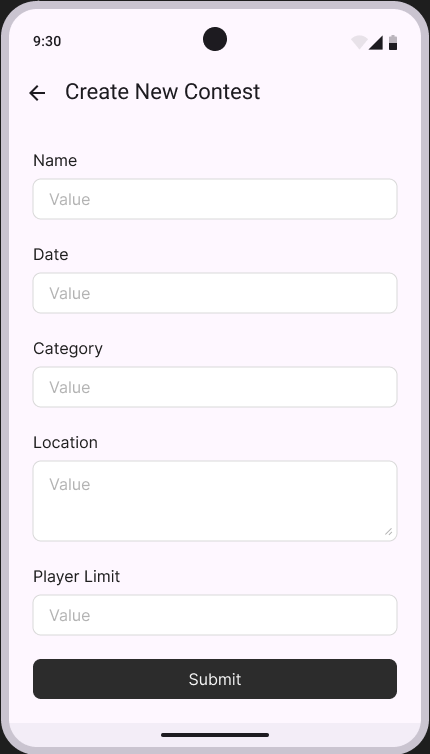 9:30
Create New Contest
Name
Value
Date
Value
Category
Value
Location
Value
Player Limit
Value
Submit